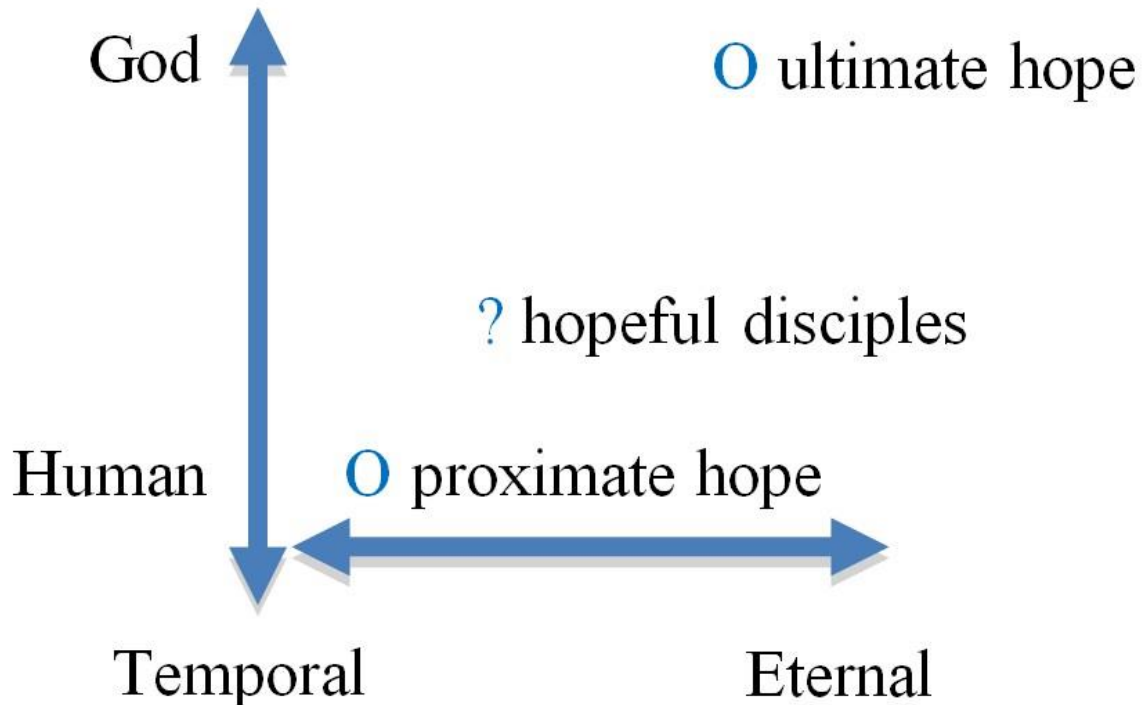 God O ultimate hope
? hopeful disciples
Human O proximate hope
Temporal Eternal